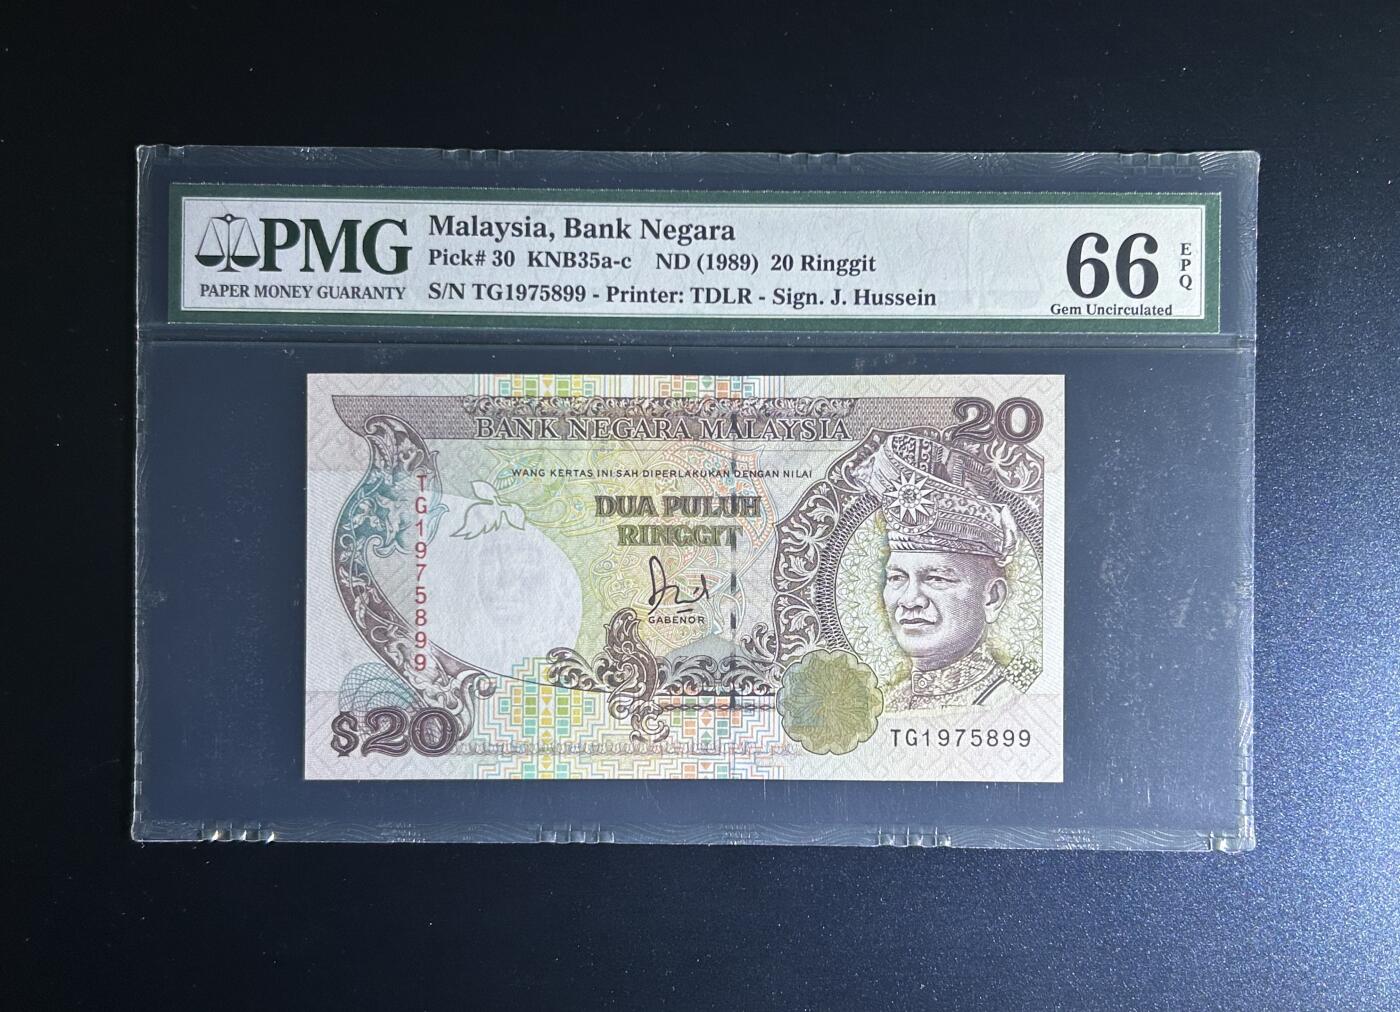 PMG
PAPER MONEY GUARANTY
Malaysia, Bank Negara
Pick# 30 KNB35a-c ND (1989) 20 Ringgit
S/N TG1975899 - Printer: TDLR - Sign. J. Hussein
66
EPQ
Gem Uncirculated
20
BANK NEGARA MALAYSIA
WANG KERTAS INI SAH DIPERLAKUKAN DENGAN NILAI
TG1975899
DUA PULUH
RINGGIT
GABENOR
$20
TG1975899